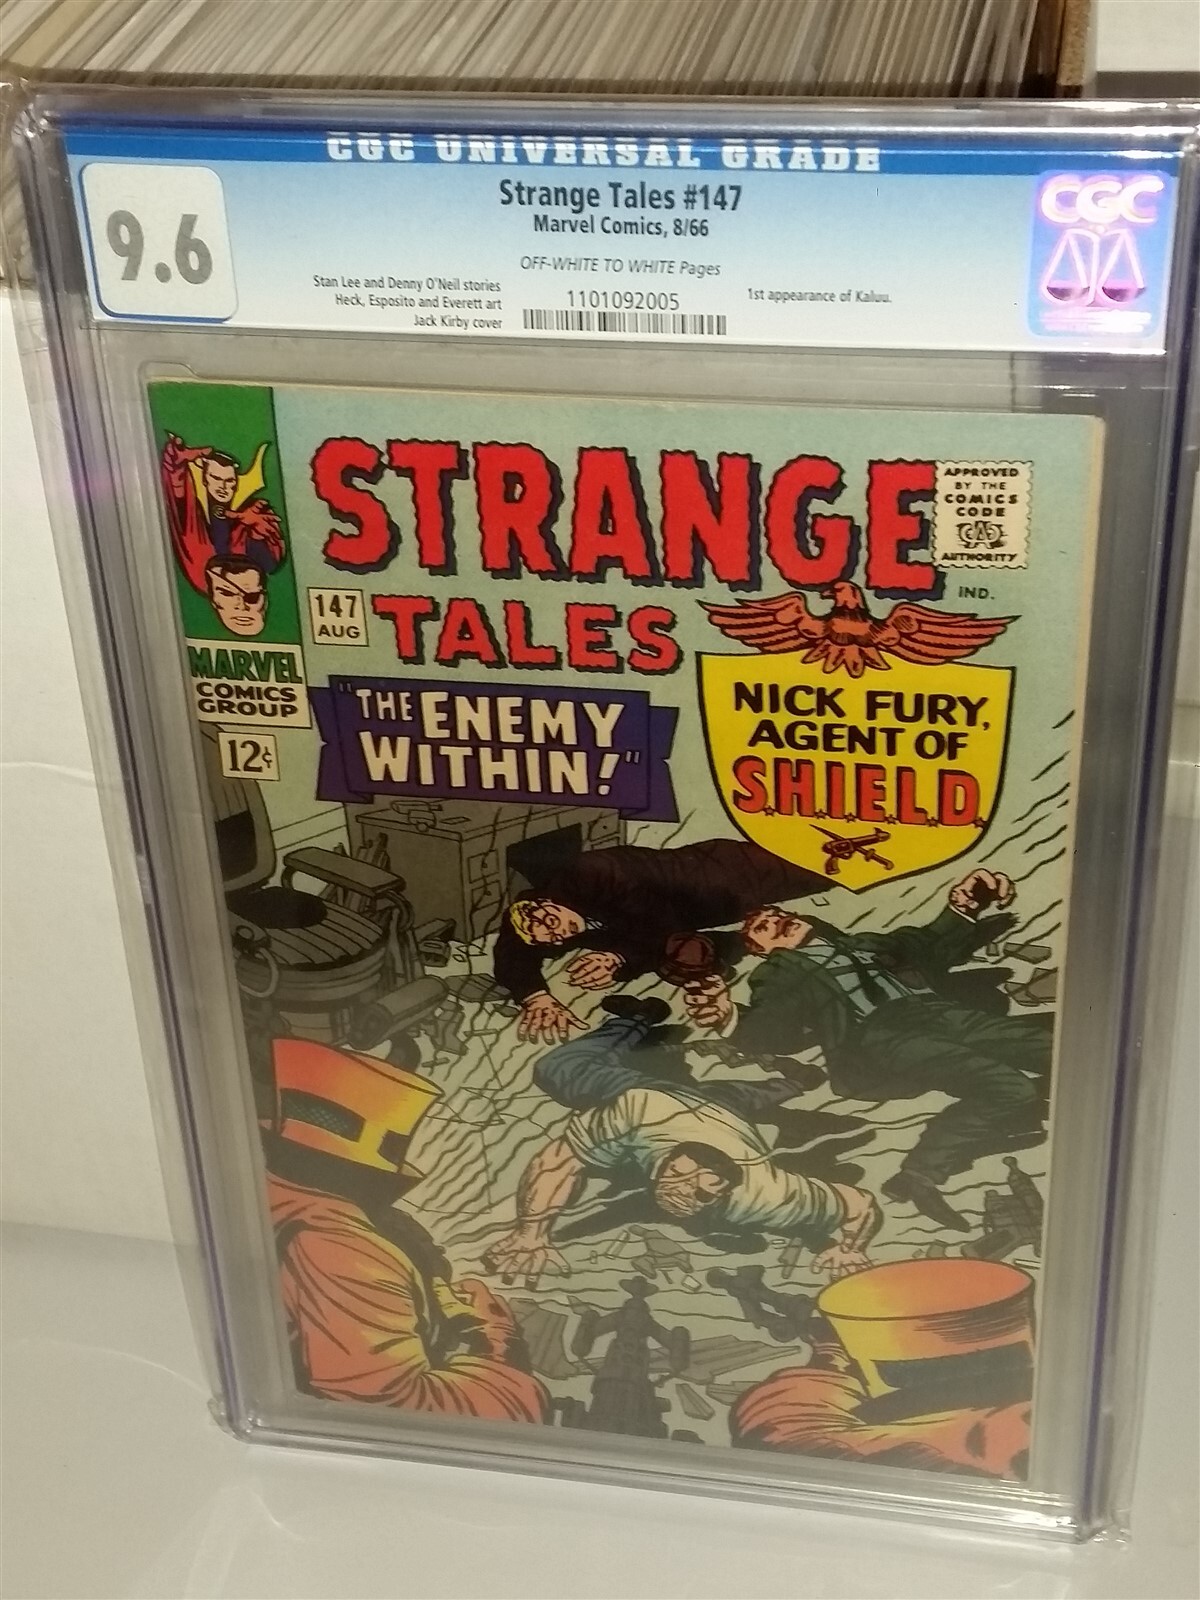 CGC UNIVERSAL GRADE
9.6
Strange Tales #147
Marvel Comics, 8/66
OFF-WHITE TO WHITE Pages
Stan Lee and Denny O'Neil stories
Heck, Esposito and Everett art
Jack Kirby cover
1101092005
1st appearance of Kaluu.
CGC
STRANGE
TALES
APPROVED
BY THE
COMICS
CODE
CA
AUTHORITY
IND.
147
AUG
MARVEL
COMICS
GROUP
12¢
"THE ENEMY
WITHIN!"
NICK FURY,
AGENT OF
S.H.I.E.L.D.